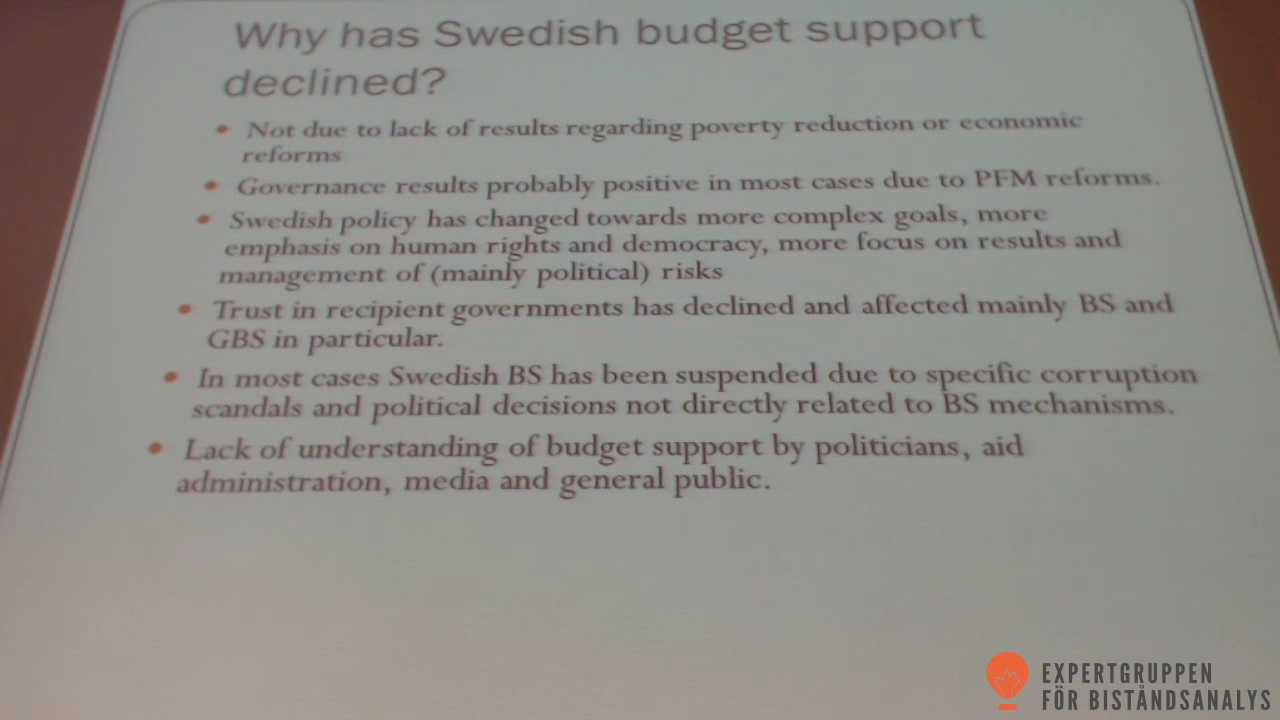 Why has Swedish budget support
declined?
• Not due to lack of results regarding poverty reduction or economic
reforms
• Governance results probably positive in most cases due to PFM reforms.
• Swedish policy has changed towards more complex goals, more
emphasis on human rights and democracy, more focus on results and
management of (mainly political) risks
• Trust in recipient governments has declined and affected mainly BS and
GBS in particular.
• In most cases Swedish BS has been suspended due to specific corruption
scandals and political decisions not directly related to BS mechanisms.
• Lack of understanding of budget support by politicians, aid
administration, media and general public.
EXPERTGRUPPEN
FÖR BISTÅNDSANALYS